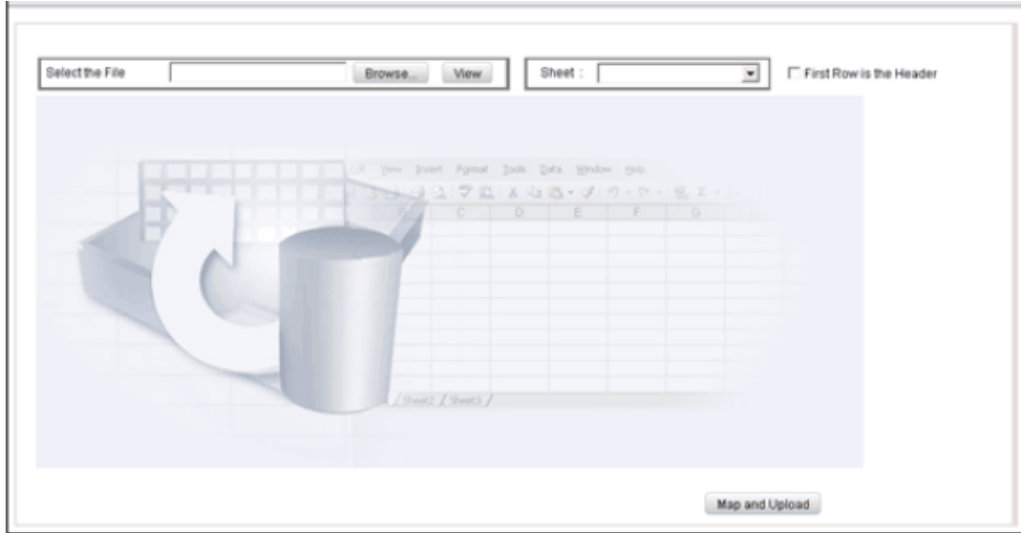 Select the File Browse... View Sheet : First Row is the Header
View Insert Format Tools Data Window Help
B C D E F G
Sheet2 / Sheet3 /
Map and Upload